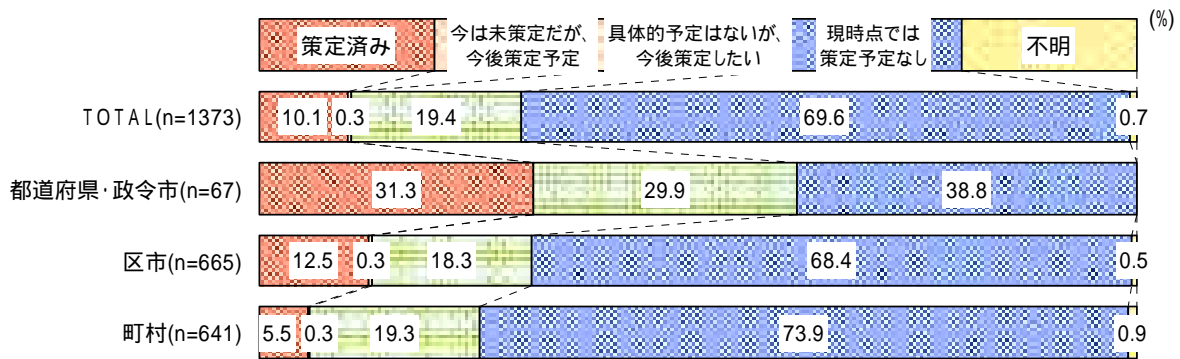 (%)
策定済み
今は未策定だが、
今後策定予定
具体的予定はないが、
今後策定したい
現時点では
策定予定なし
不明
TOTAL(n=1373)
10.1 0.3 19.4 69.6 0.7
都道府県・政令市(n=67)
31.3 29.9 38.8
区市(n=665)
12.5 0.3 18.3 68.4 0.5
町村(n=641)
5.5 0.3 19.3 73.9 0.9